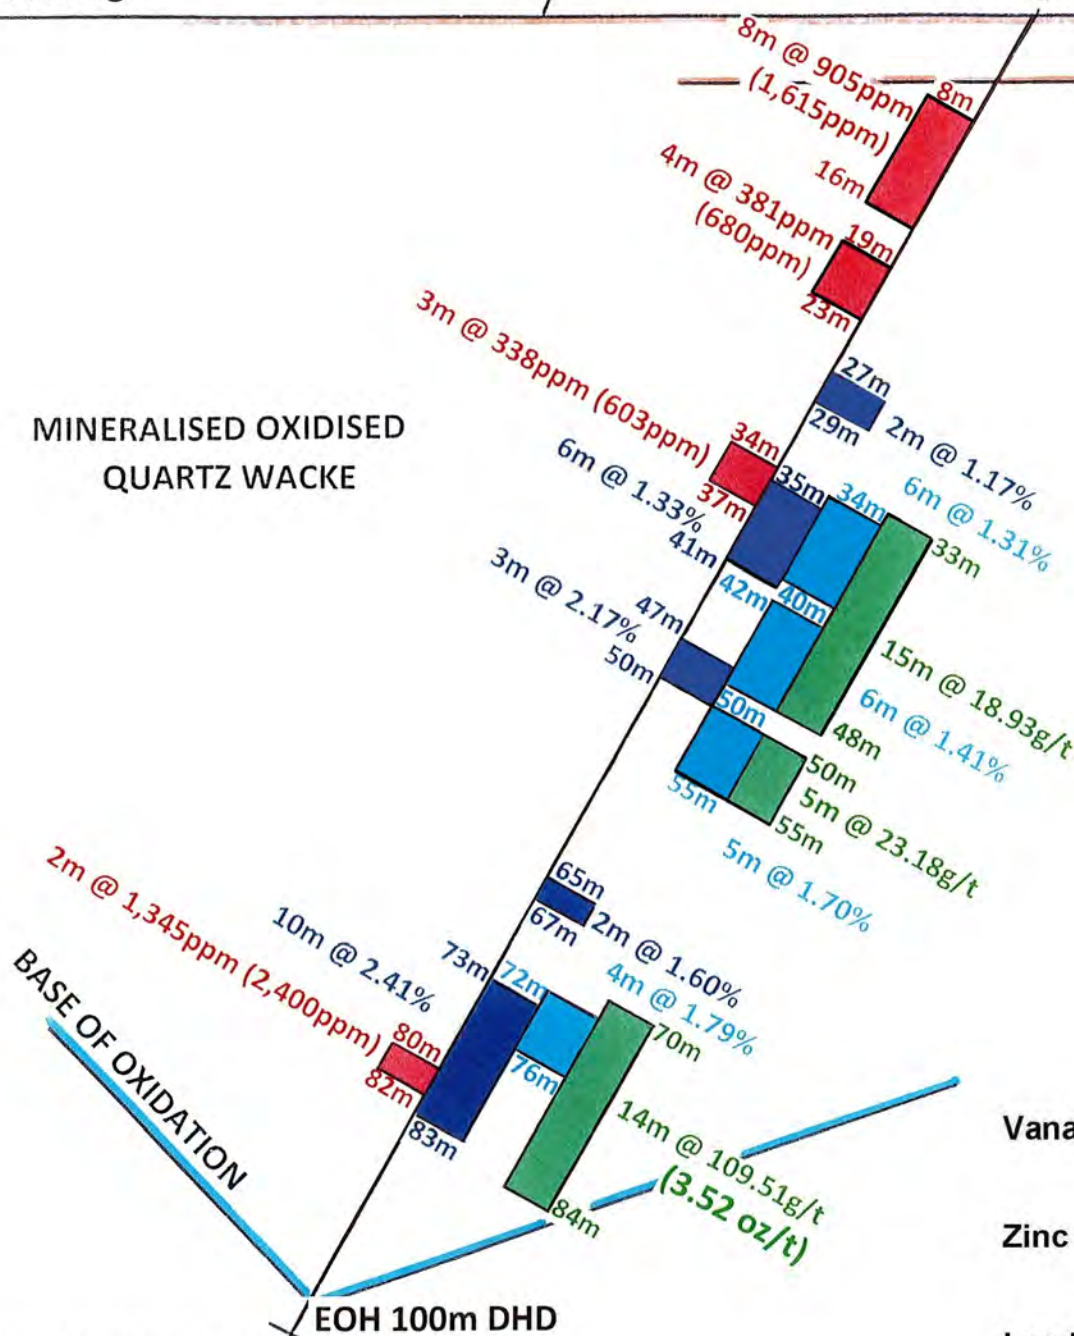 8m @ 905ppm
(1,615ppm)
8m
16m
4m @ 381ppm
(680ppm)
19m
23m
3m @ 338ppm (603ppm)
27m
29m
2m @ 1.17%
MINERALISED OXIDISED
QUARTZ WACKE
34m
37m
6m @ 1.33%
35m
41m
34m
40m
6m @ 1.31%
33m
3m @ 2.17%
47m
50m
42m
50m
15m @ 18.93g/t
6m @ 1.41%
48m
50m
55m
5m @ 23.18g/t
55m
5m @ 1.70%
65m
67m
2m @ 1.60%
2m @ 1,345ppm (2,400ppm)
10m @ 2.41%
73m
72m
4m @ 1.79%
70m
80m
82m
76m
83m
14m @ 109.51g/t
(3.52 oz/t)
84m
BASE OF OXIDATION
Vana
Zinc
EOH 100m DHD